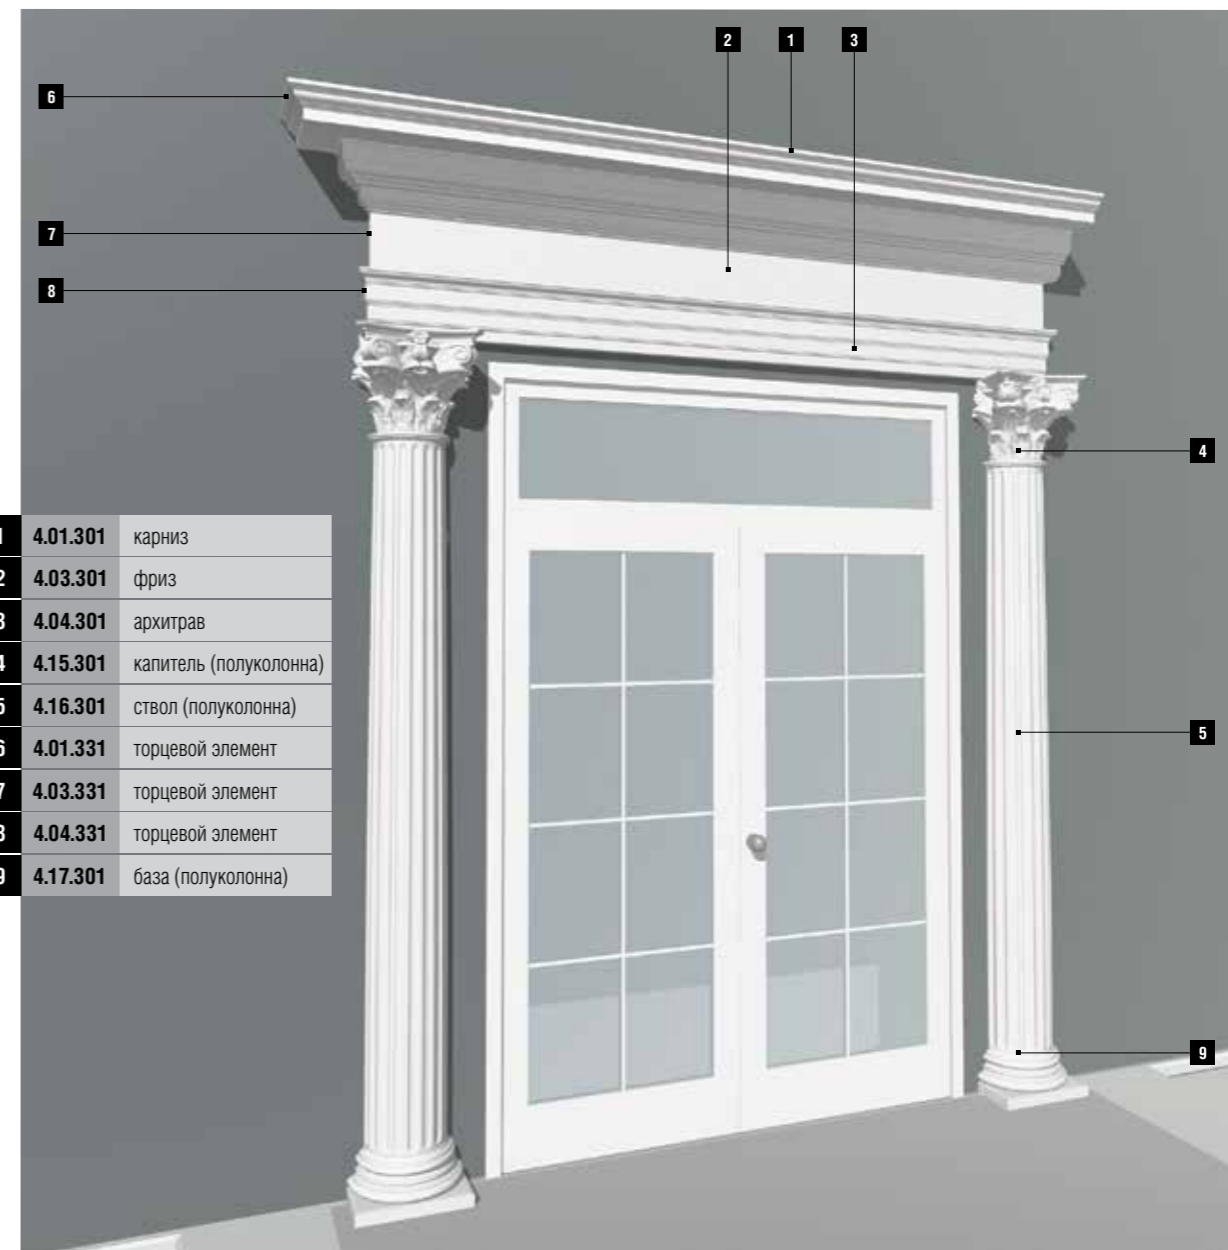 2 1 3
6
7
8
4
1 4.01.301 карниз
2 4.03.301 фриз
3 4.04.301 архитрав
4 4.15.301 капитель (полуколонна)
5 4.16.301 ствол (полуколонна)
6 4.01.331 торцевой элемент
7 4.03.331 торцевой элемент
8 4.04.331 торцевой элемент
9 4.17.301 база (полуколонна)
5
9